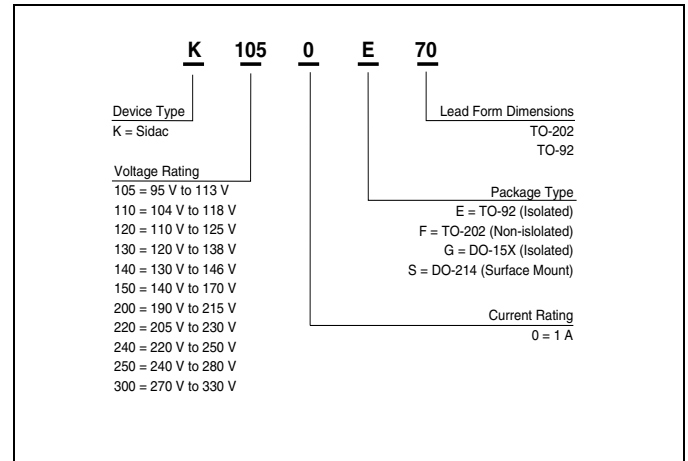 K 105 0 E 70
Device Type
K = Sidac
Voltage Rating
105 = 95 V to 113 V
110 = 104 V to 118 V
120 = 110 V to 125 V
130 = 120 V to 138 V
140 = 130 V to 146 V
150 = 140 V to 170 V
200 = 190 V to 215 V
220 = 205 V to 230 V
240 = 220 V to 250 V
250 = 240 V to 280 V
300 = 270 V to 330 V
Lead Form Dimensions
TO-202
TO-92
Package Type
E = TO-92 (Isolated)
F = TO-202 (Non-islolated)
G = DO-15X (Isolated)
S = DO-214 (Surface Mount)
Current Rating
0 = 1 A